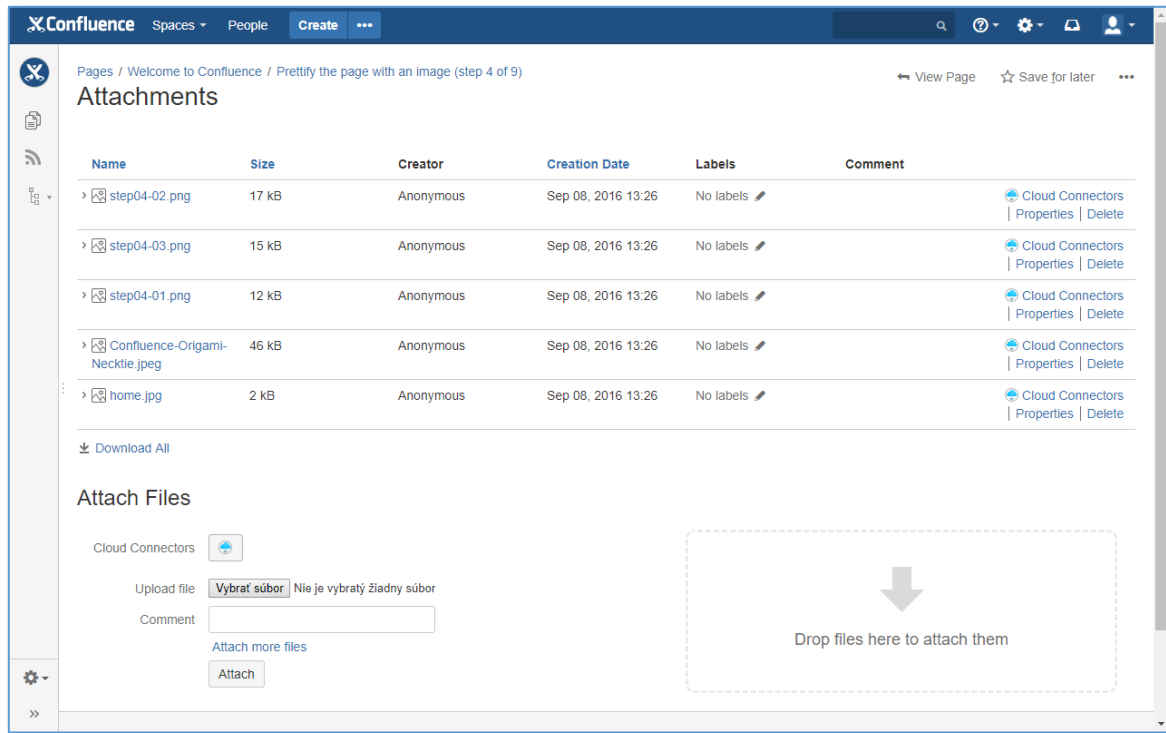 Confluence Spaces People Create •••
Pages / Welcome to Confluence / Prettify the page with an image (step 4 of 9)
Attachments
View Page Save for later •••
Name Size Creator Creation Date Labels Comment
step04-02.png 17 kB Anonymous Sep 08, 2016 13:26 No labels Cloud Connectors
| Properties | Delete
step04-03.png 15 kB Anonymous Sep 08, 2016 13:26 No labels Cloud Connectors
| Properties | Delete
step04-01.png 12 kB Anonymous Sep 08, 2016 13:26 No labels Cloud Connectors
| Properties | Delete
Confluence-Origami- 46 kB Anonymous Sep 08, 2016 13:26 No labels Cloud Connectors
Necktie.jpeg | Properties | Delete
home.jpg 2 kB Anonymous Sep 08, 2016 13:26 No labels Cloud Connectors
| Properties | Delete
Download All
Attach Files
Cloud Connectors
Upload file Vybrať súbor Nie je vybratý žiadny súbor
Comment
Attach more files
Attach
Drop files here to attach them